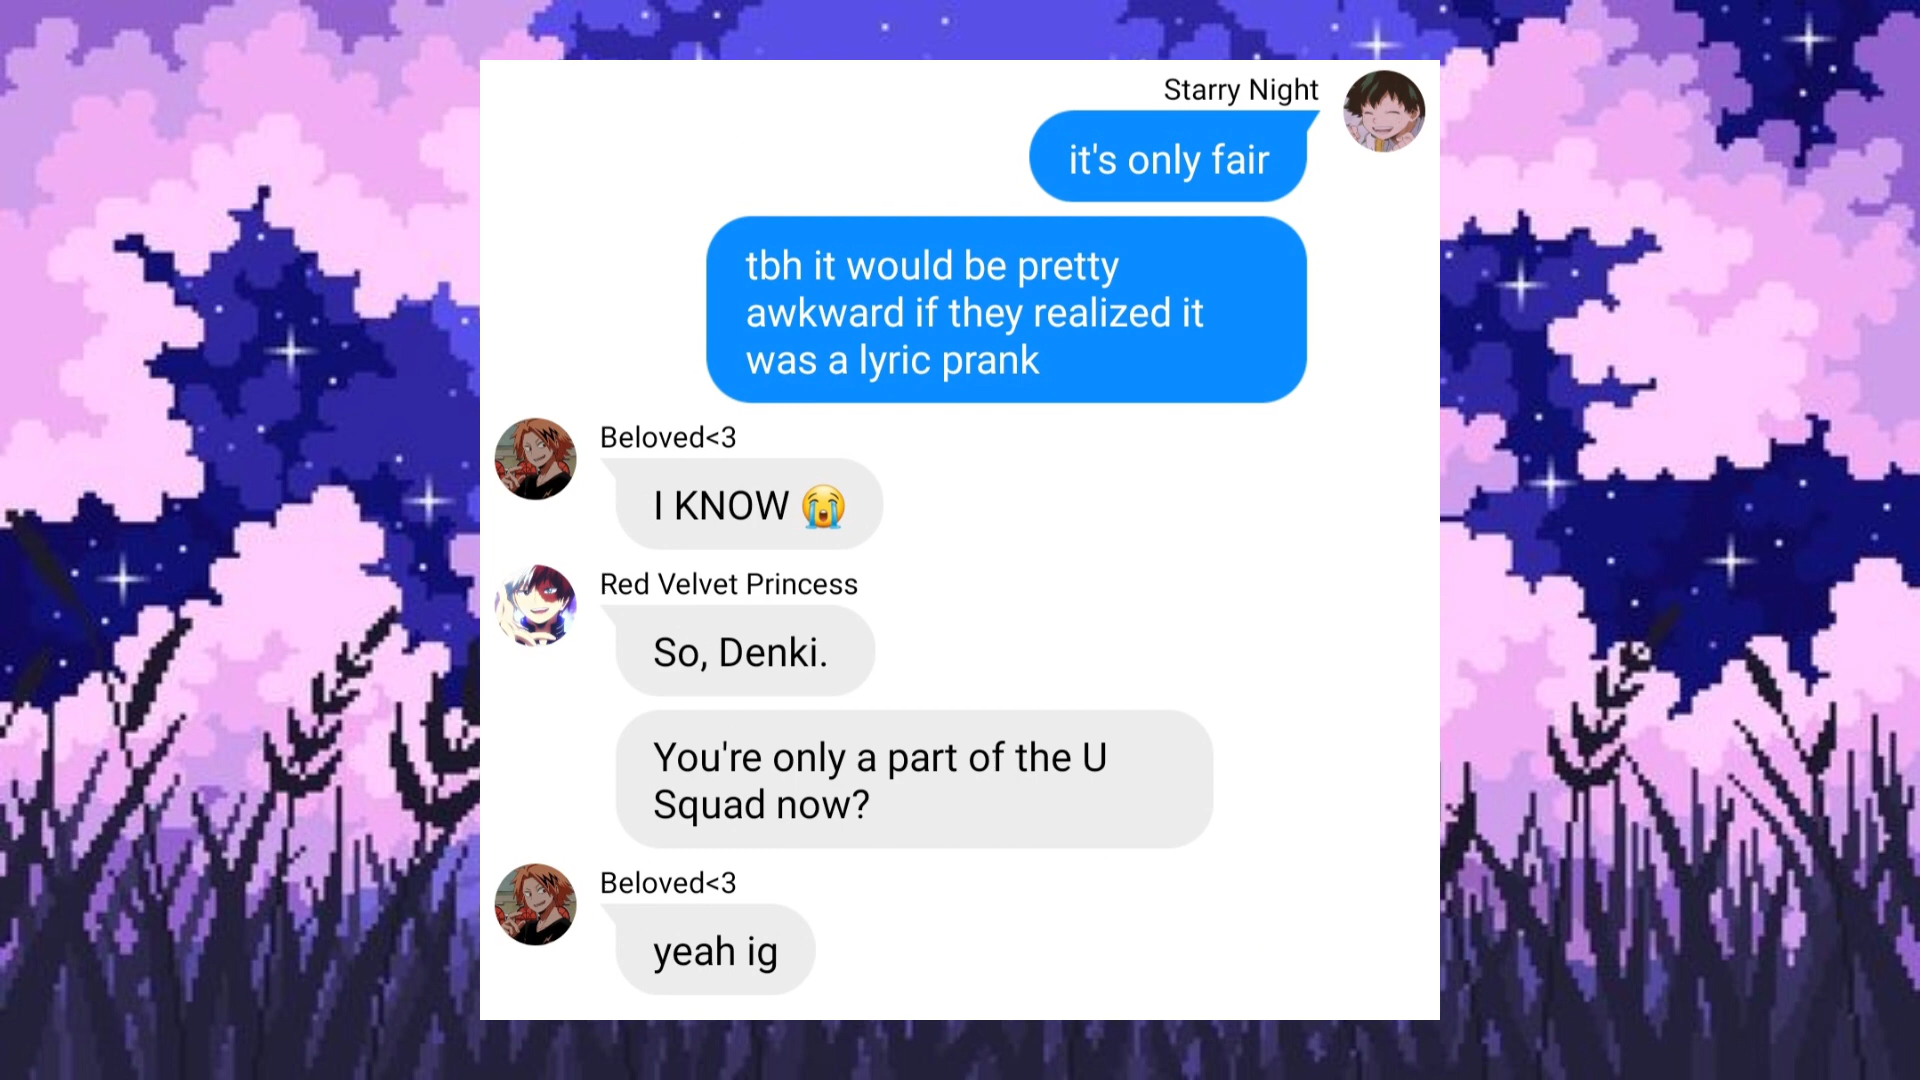 Starry Night
it's only fair
tbh it would be pretty
awkward if they realized it
was a lyric prank
Beloved<3
I KNOW 😭
Red Velvet Princess
So, Denki.
You're only a part of the U
Squad now?
Beloved<3
yeah ig